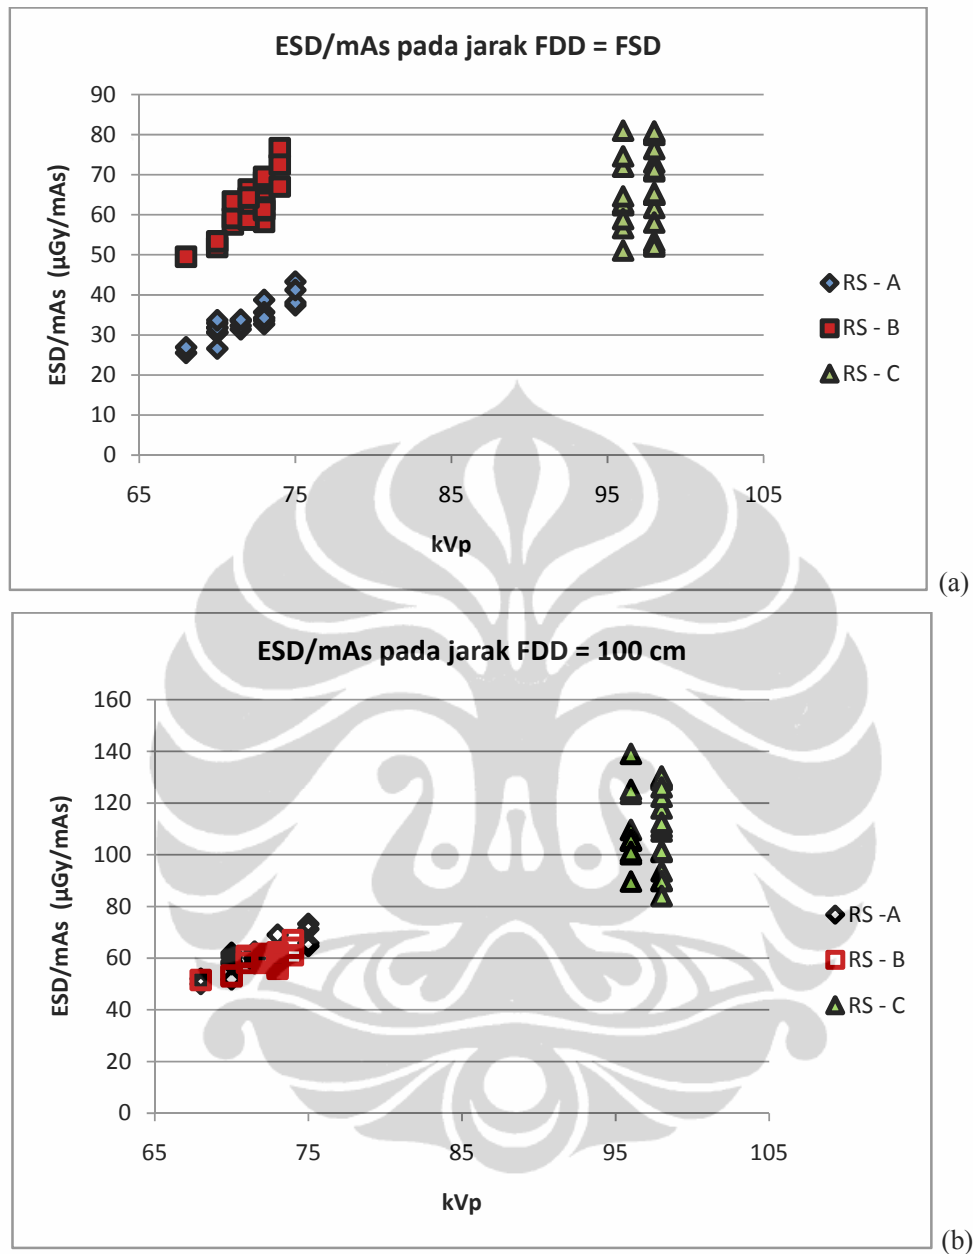 ESD/mAs pada jarak FDD = FSD
ESD/mAs (µGy/mAs)
90
80
70
60
50
40
30
20
10
0
65 75 85 95 105
kVp
RS - A
RS - B
RS - C
(a)
ESD/mAs pada jarak FDD = 100 cm
ESD/mAs (µGy/mAs)
160
140
120
100
80
60
40
20
0
65 75 85 95 105
kVp
RS -A
RS - B
RS - C
(b)